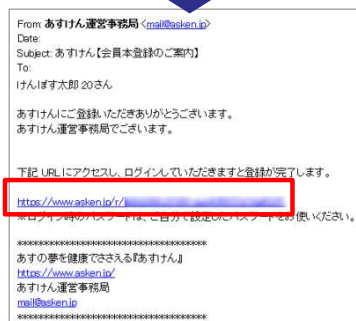 From: あすけん運営事務局 <mail@asken.jp>
Date:
Subject: あすけん【会員本登録のご案内】
To:
けんぽす太郎 20さん
あすけんにご登録いただきありがとうございます。
あすけん運営事務局でございます。
下記 URL にアクセスし、ログインしていただきますと登録が完了します。
https://www.asken.jp/r/
※ログイン時のパスワードは、ご自分で設定したパスワードをお使いください。
**************************************
あすの夢を健康でささえる『あすけん』
https://www.asken.jp/
あすけん運営事務局
mail@asken.jp
**************************************